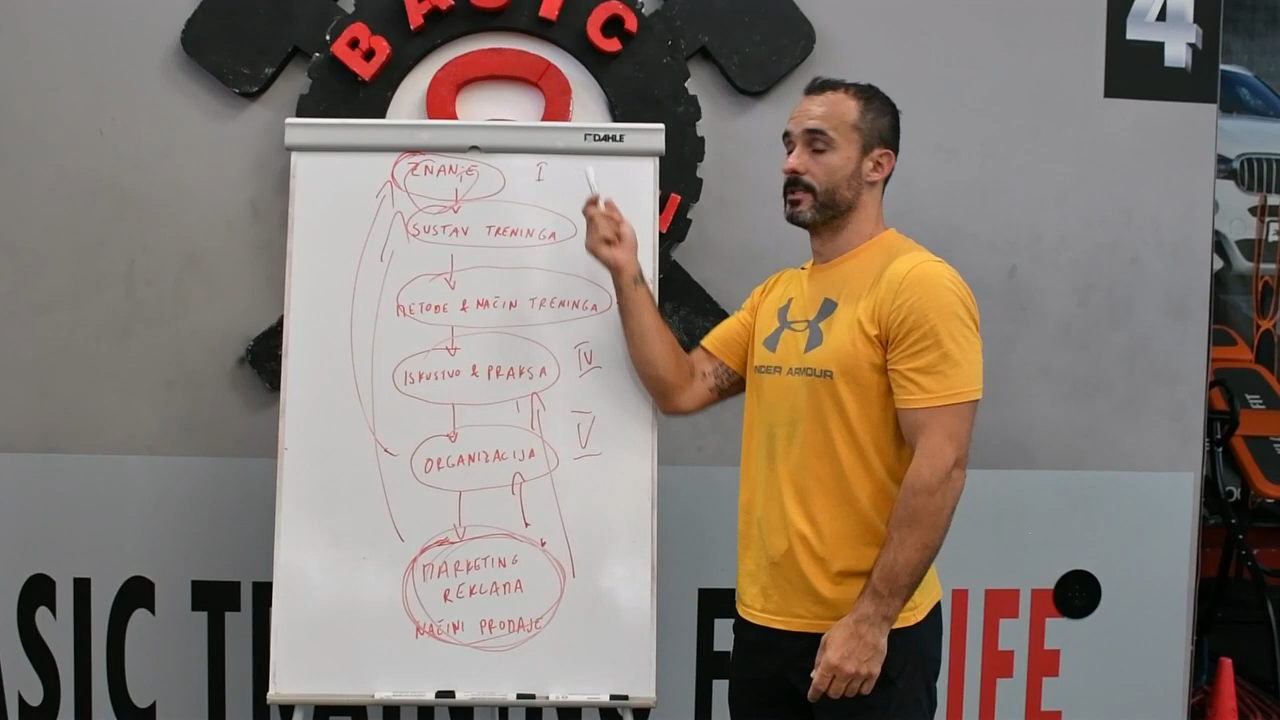 BASIC
4
DAHLE
ZNANJE I
SUSTAV TRENINGA
METODE & NAČIN TRENINGA
ISKUSTVO & PRAKSA IV
ORGANIZACIJA V
MARKETING
REKLAMA
NAČINI PRODAJE
UNDER ARMOUR
FIT